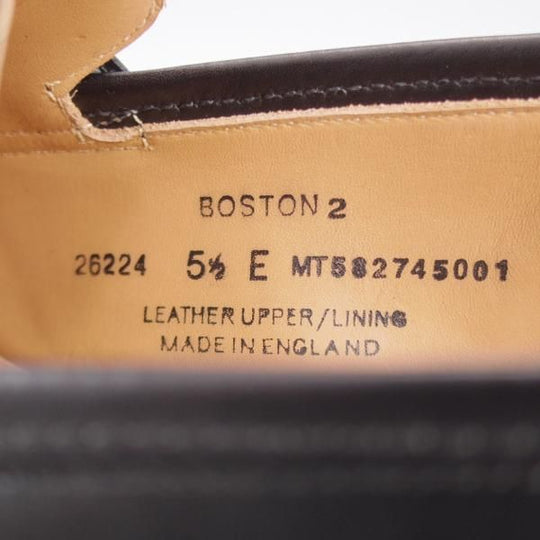 BOSTON 2
26224 5½ E MT582745001
LEATHER UPPER/LINING
MADE IN ENGLAND